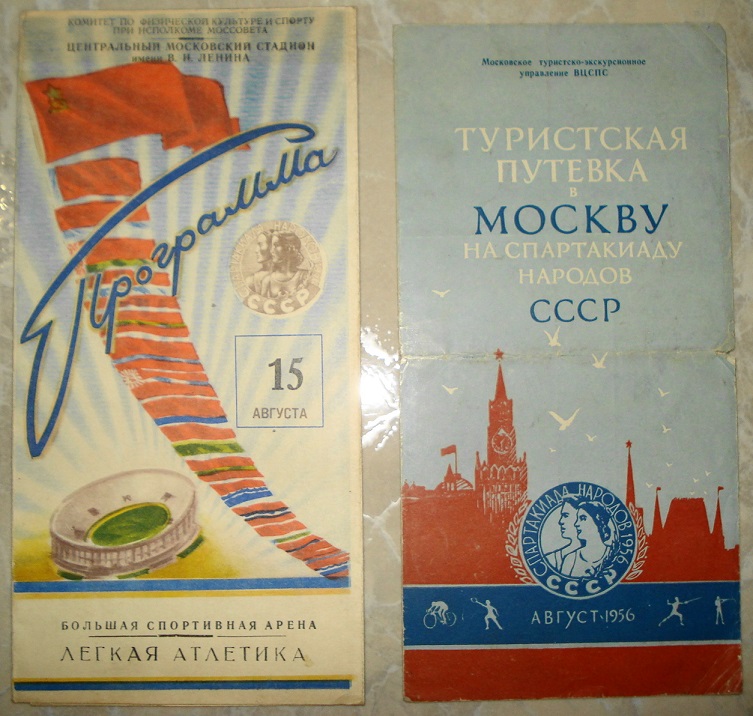 КОМИТЕТ ПО ФИЗИЧЕСКОЙ КУЛЬТУРЕ И СПОРТУ
ПРИ ИСПОЛКОМЕ МОССОВЕТА
ЦЕНТРАЛЬНЫЙ МОСКОВСКИЙ СТАДИОН
имени В. И. ЛЕНИНА
Программа
СССР
15
АВГУСТА
БОЛЬШАЯ СПОРТИВНАЯ АРЕНА
ЛЕГКАЯ АТЛЕТИКА
Московское туристско-экскурсионное
управление ВЦСПС
ТУРИСТСКАЯ
ПУТЕВКА
в
МОСКВУ
НА СПАРТАКИАДУ
НАРОДОВ
СССР
СПАРТАКИАДА НАРОДОВ 1956
СССР
АВГУСТ·1956